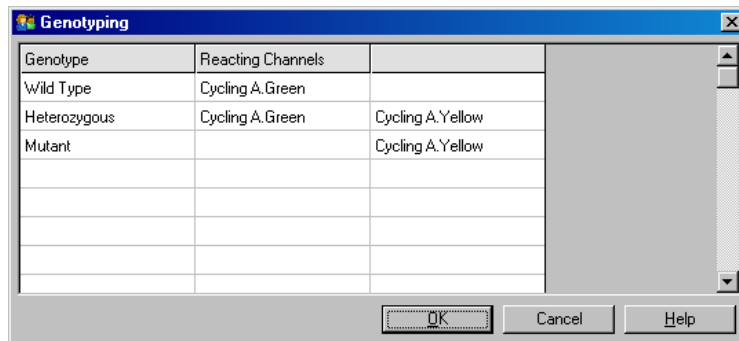 Genotyping
Genotype Reacting Channels
Wild Type Cycling A.Green
Heterozygous Cycling A.Green Cycling A.Yellow
Mutant Cycling A.Yellow
OK Cancel Help